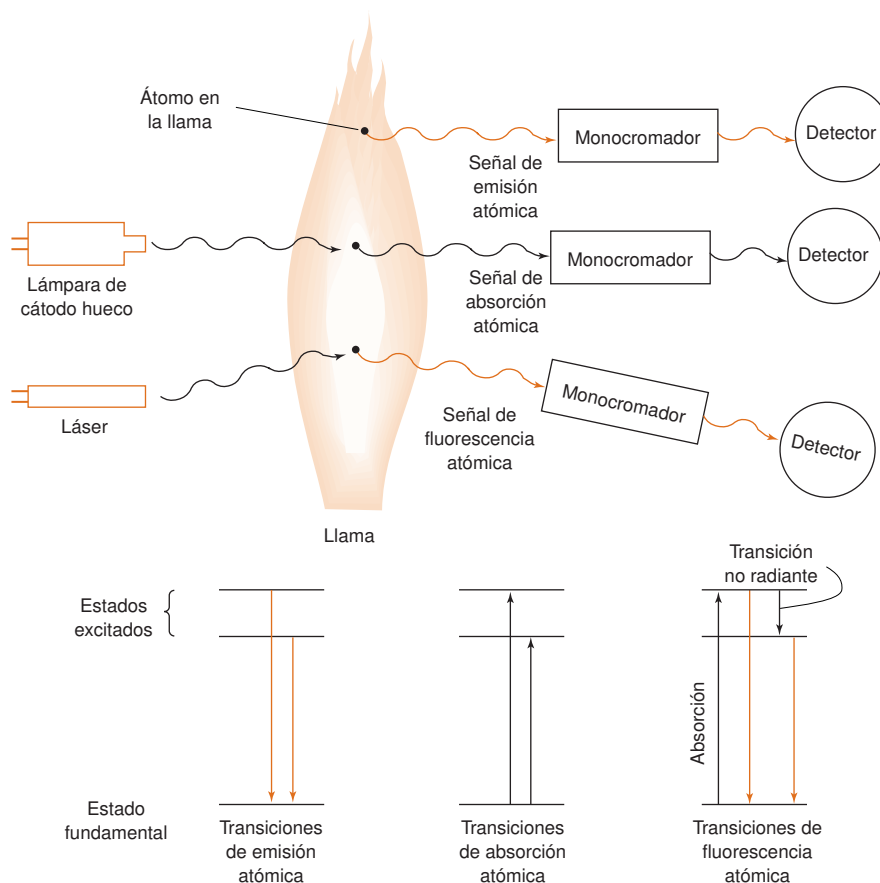 Átomo en
la llama
Monocromador
Detector
Señal de
emisión
atómica
Lámpara de
cátodo hueco
Monocromador
Detector
Señal de
absorción
atómica
Láser
Monocromador
Detector
Señal de
fluorescencia
atómica
Llama
Estados
excitados
Transición
no radiante
Absorción
Estado
fundamental
Transiciones
de emisión
atómica
Transiciones
de absorción
atómica
Transiciones de
fluorescencia
atómica